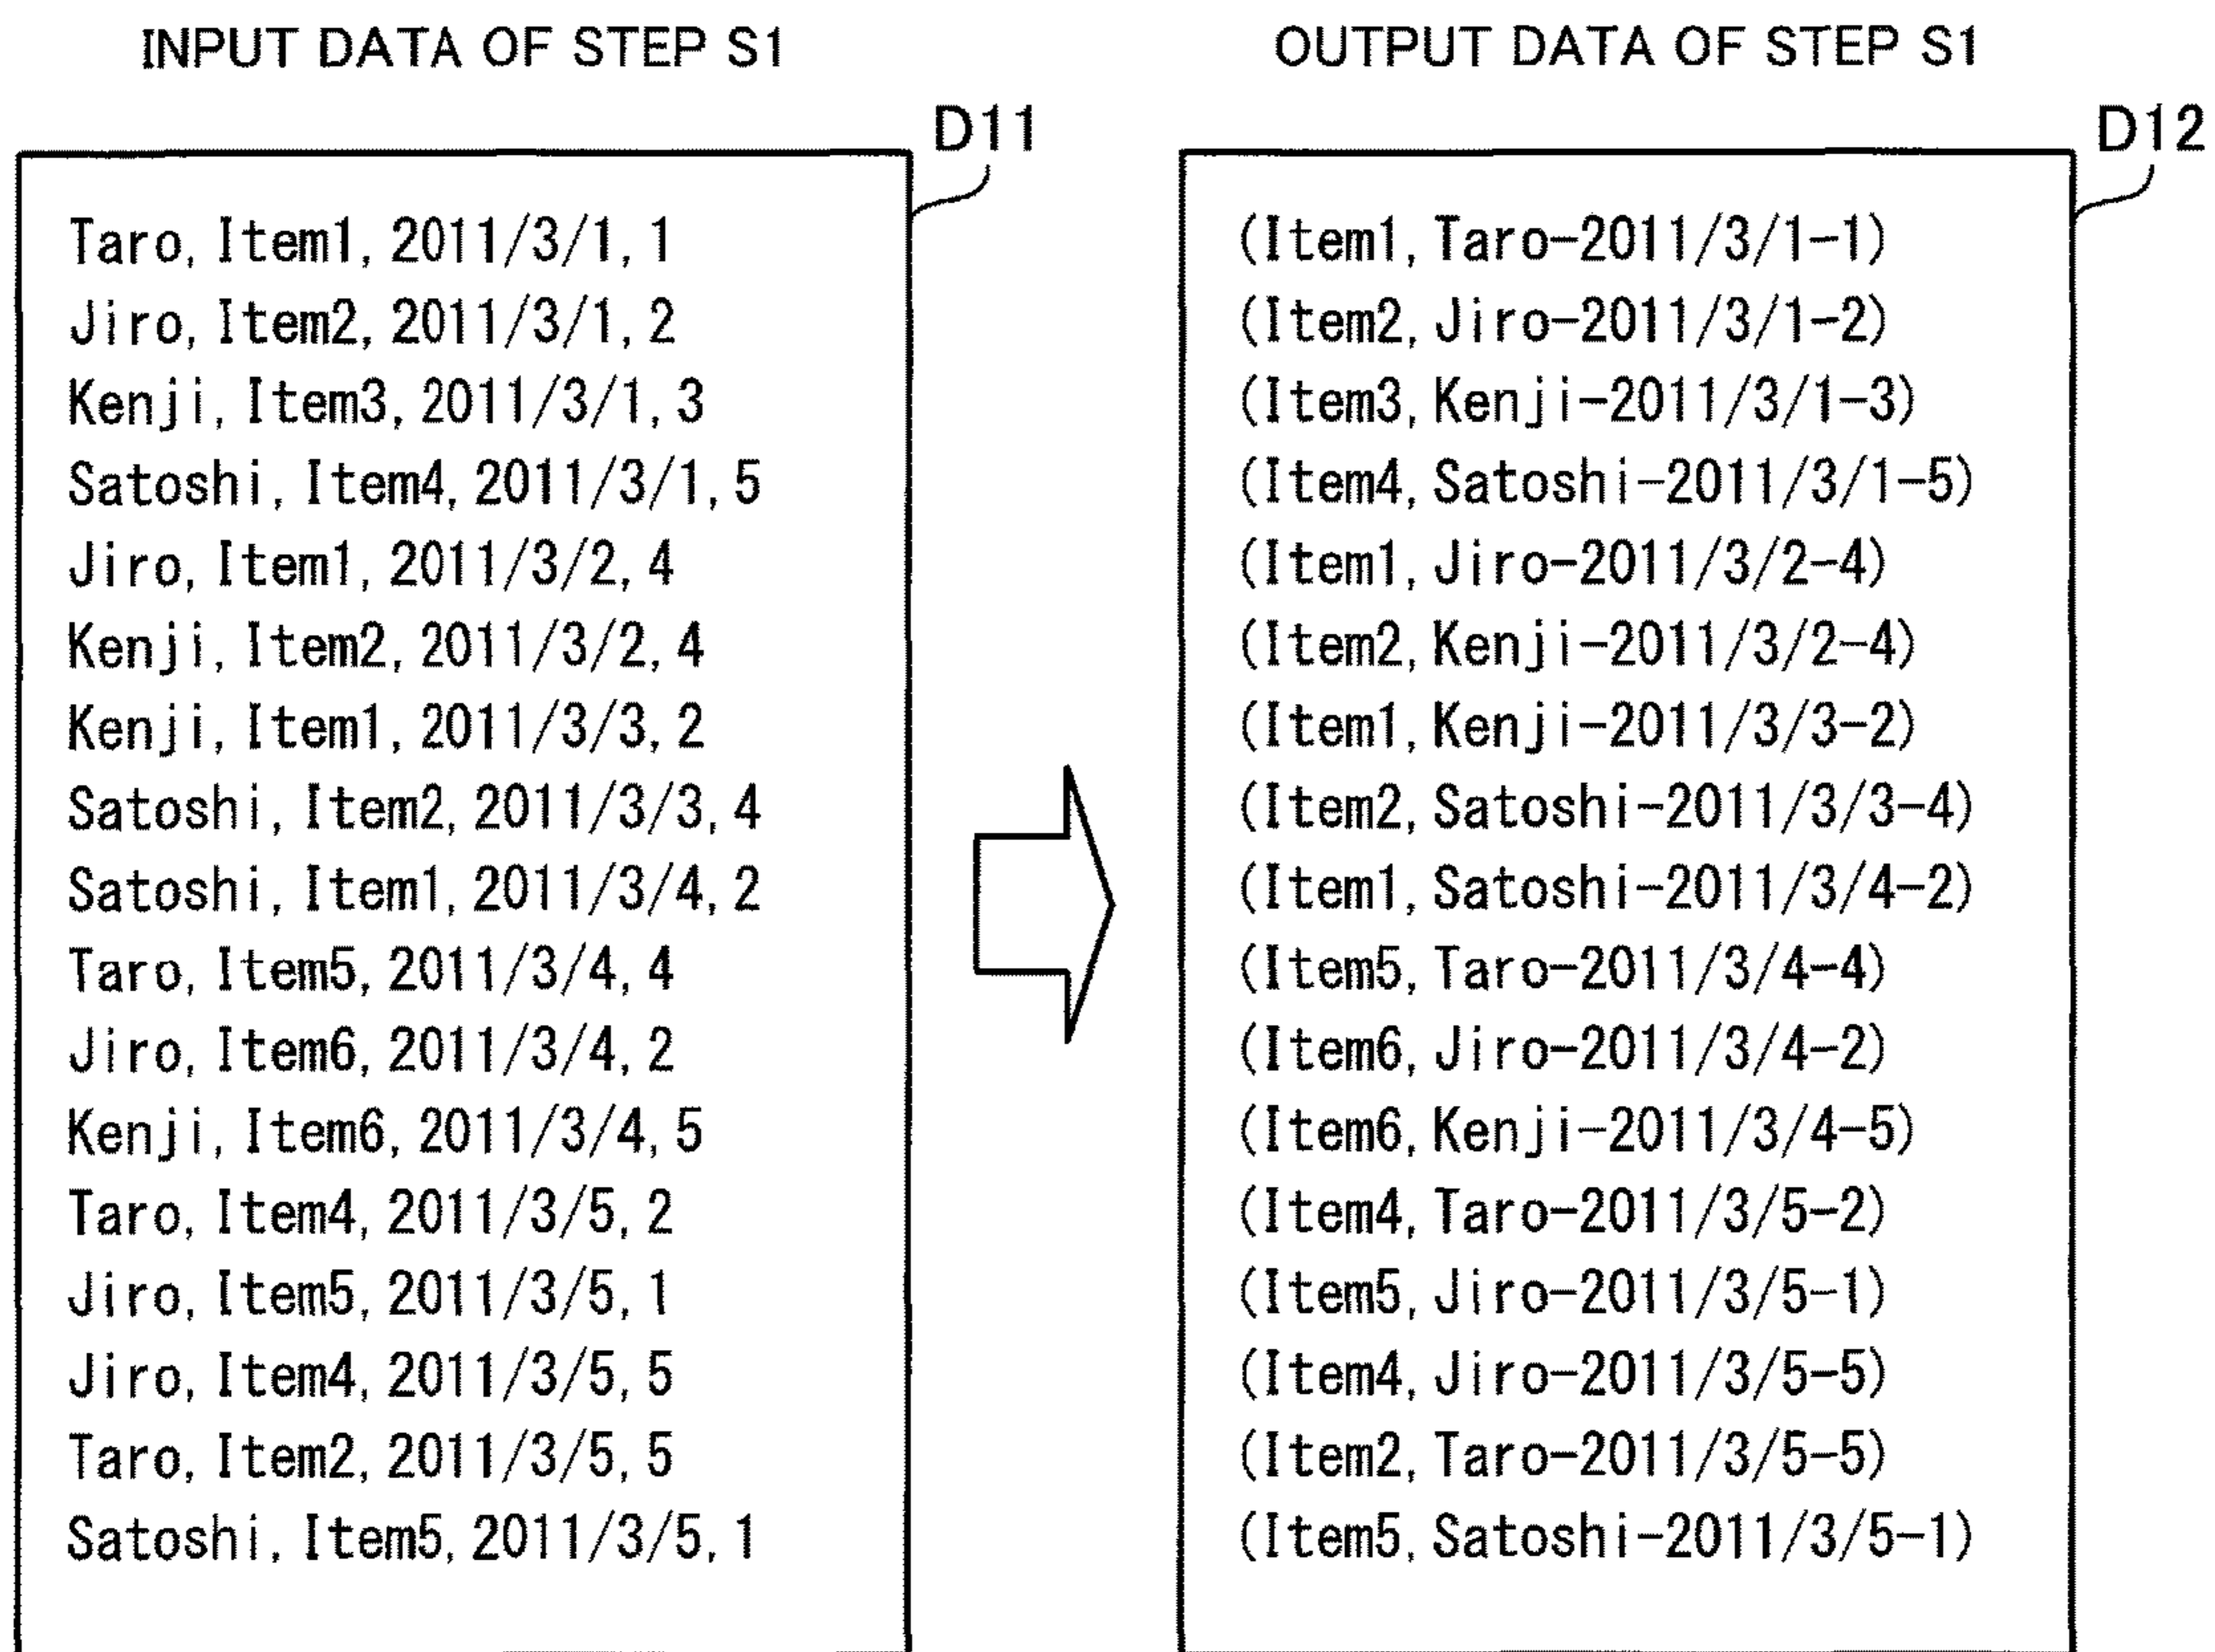 INPUT DATA OF STEP S1
D11
Taro, Item1, 2011/3/1, 1
Jiro, Item2, 2011/3/1, 2
Kenji, Item3, 2011/3/1, 3
Satoshi, Item4, 2011/3/1, 5
Jiro, Item1, 2011/3/2, 4
Kenji, Item2, 2011/3/2, 4
Kenji, Item1, 2011/3/3, 2
Satoshi, Item2, 2011/3/3, 4
Satoshi, Item1, 2011/3/4, 2
Taro, Item5, 2011/3/4, 4
Jiro, Item6, 2011/3/4, 2
Kenji, Item6, 2011/3/4, 5
Taro, Item4, 2011/3/5, 2
Jiro, Item5, 2011/3/5, 1
Jiro, Item4, 2011/3/5, 5
Taro, Item2, 2011/3/5, 5
Satoshi, Item5, 2011/3/5, 1
OUTPUT DATA OF STEP S1
D12
(Item1, Taro-2011/3/1-1)
(Item2, Jiro-2011/3/1-2)
(Item3, Kenji-2011/3/1-3)
(Item4, Satoshi-2011/3/1-5)
(Item1, Jiro-2011/3/2-4)
(Item2, Kenji-2011/3/2-4)
(Item1, Kenji-2011/3/3-2)
(Item2, Satoshi-2011/3/3-4)
(Item1, Satoshi-2011/3/4-2)
(Item5, Taro-2011/3/4-4)
(Item6, Jiro-2011/3/4-2)
(Item6, Kenji-2011/3/4-5)
(Item4, Taro-2011/3/5-2)
(Item5, Jiro-2011/3/5-1)
(Item4, Jiro-2011/3/5-5)
(Item2, Taro-2011/3/5-5)
(Item5, Satoshi-2011/3/5-1)